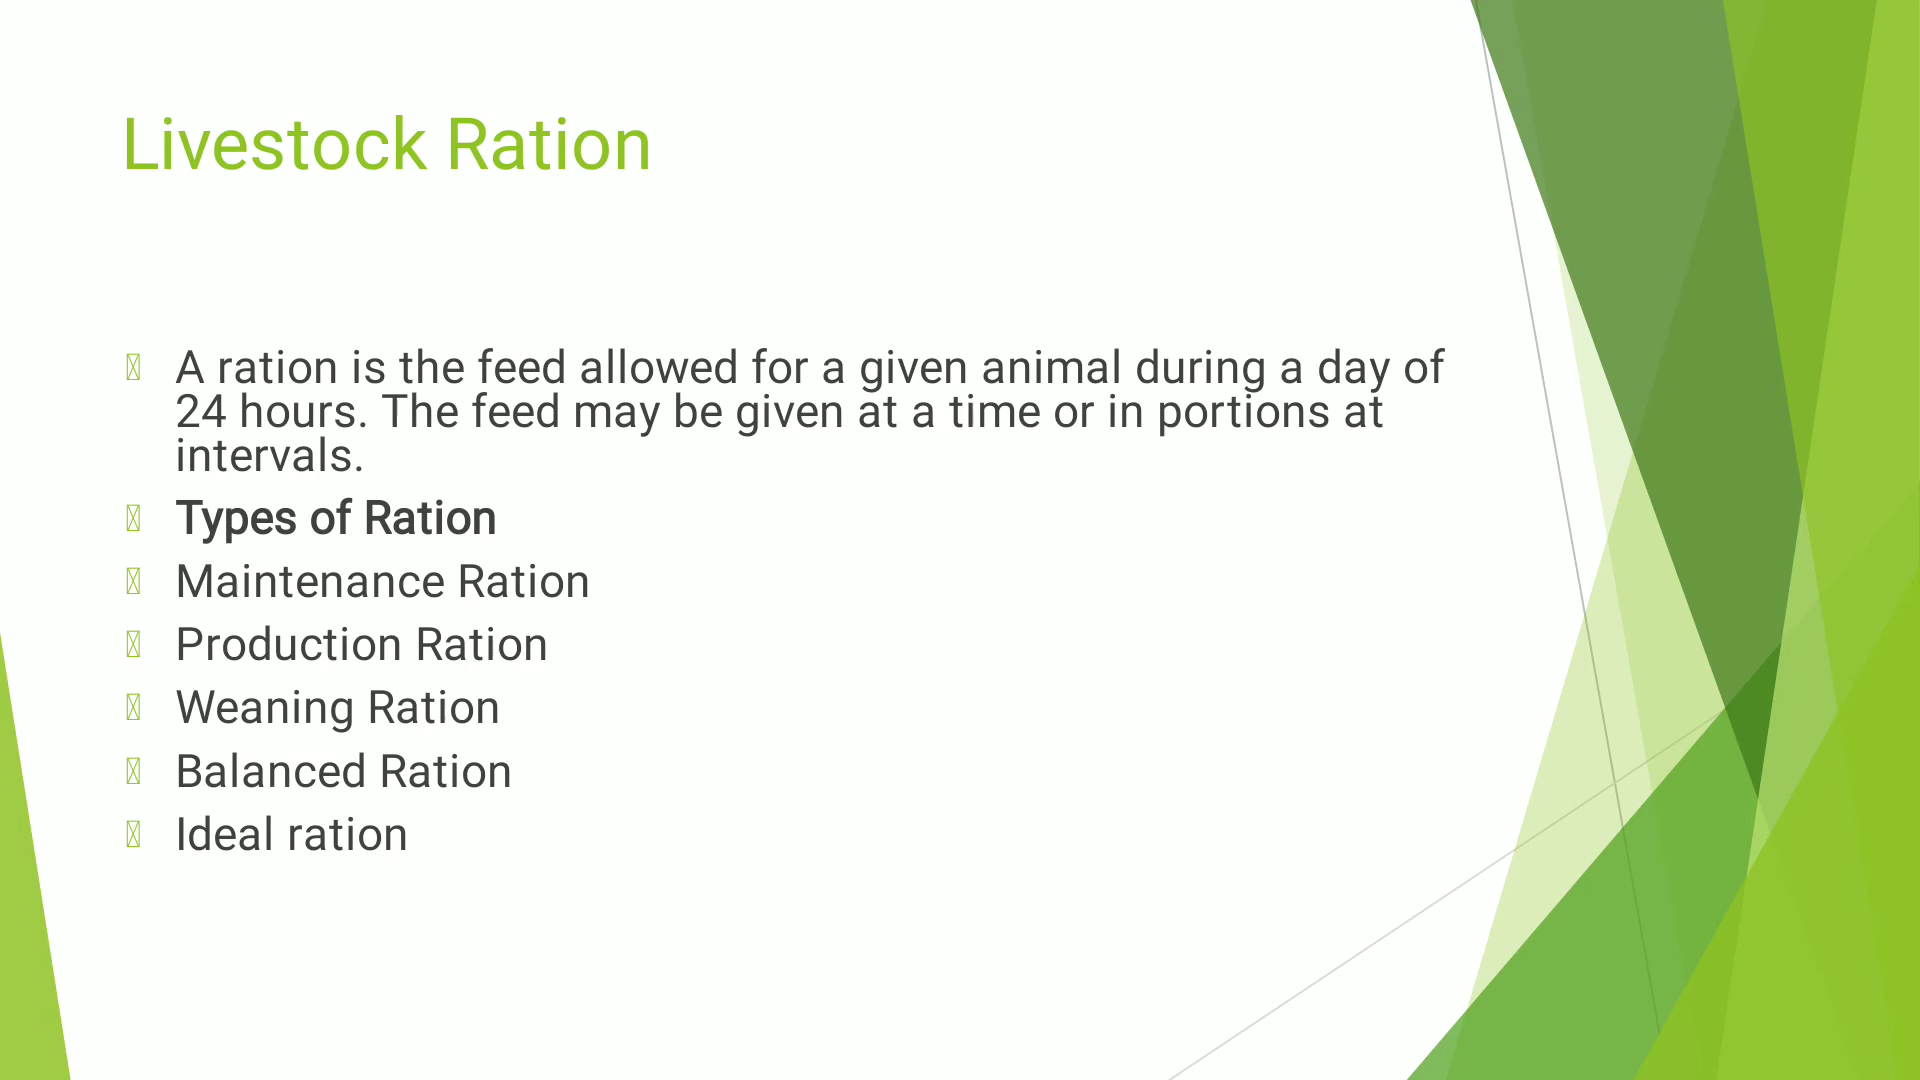 Livestock Ration
A ration is the feed allowed for a given animal during a day of
24 hours. The feed may be given at a time or in portions at
intervals.
Types of Ration
Maintenance Ration
Production Ration
Weaning Ration
Balanced Ration
Ideal ration